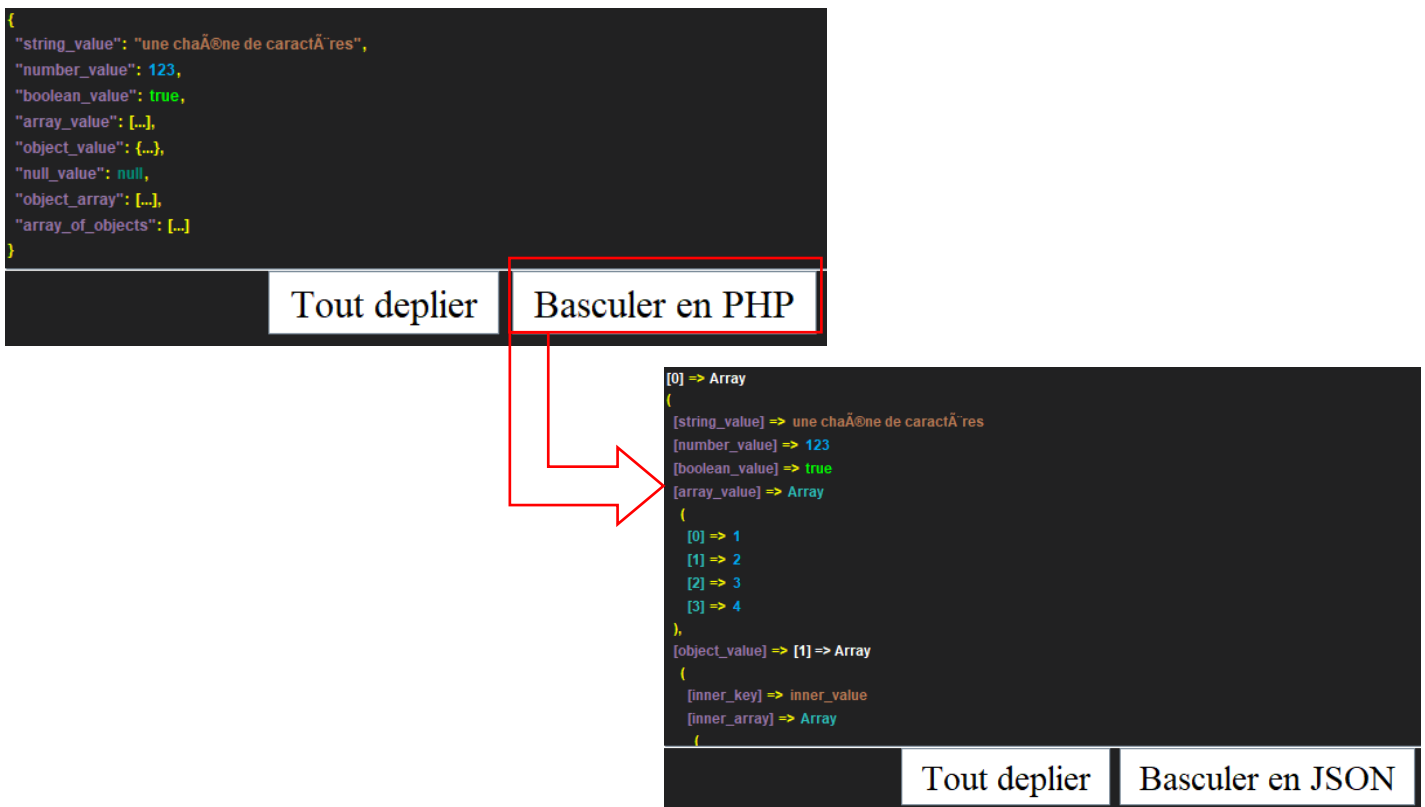 {
"string_value": "une chaÃ®ne de caractÃ¨res",
"number_value": 123,
"boolean_value": true,
"array_value": [...],
"object_value": {...},
"null_value": null,
"object_array": [...],
"array_of_objects": [...]
}
Tout deplier
Basculer en PHP
[0] => Array
(
[string_value] => une chaÃ®ne de caractÃ¨res
[number_value] => 123
[boolean_value] => true
[array_value] => Array
(
[0] => 1
[1] => 2
[2] => 3
[3] => 4
),
[object_value] => [1] => Array
(
[inner_key] => inner_value
[inner_array] => Array
(
Tout deplier
Basculer en JSON